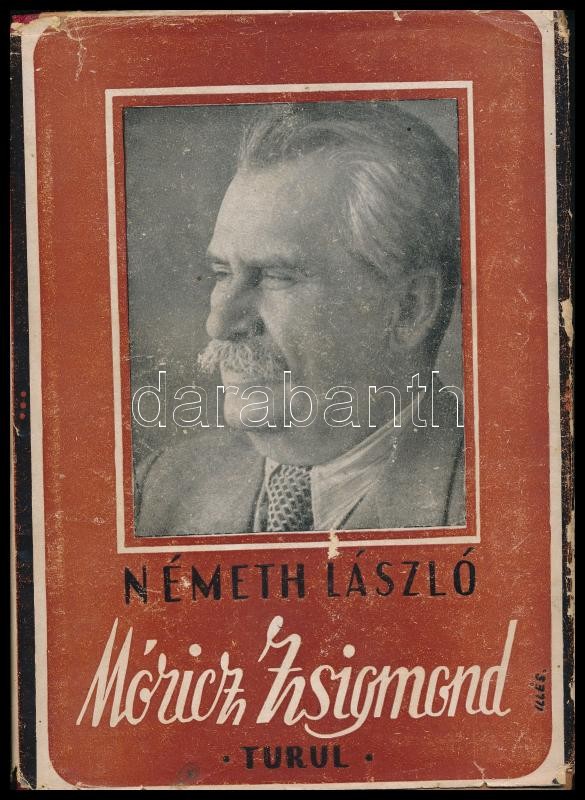 darabanth
NÉMETH LÁSZLÓ
Móricz Zsigmond
ILLÉS.
· TURUL ·